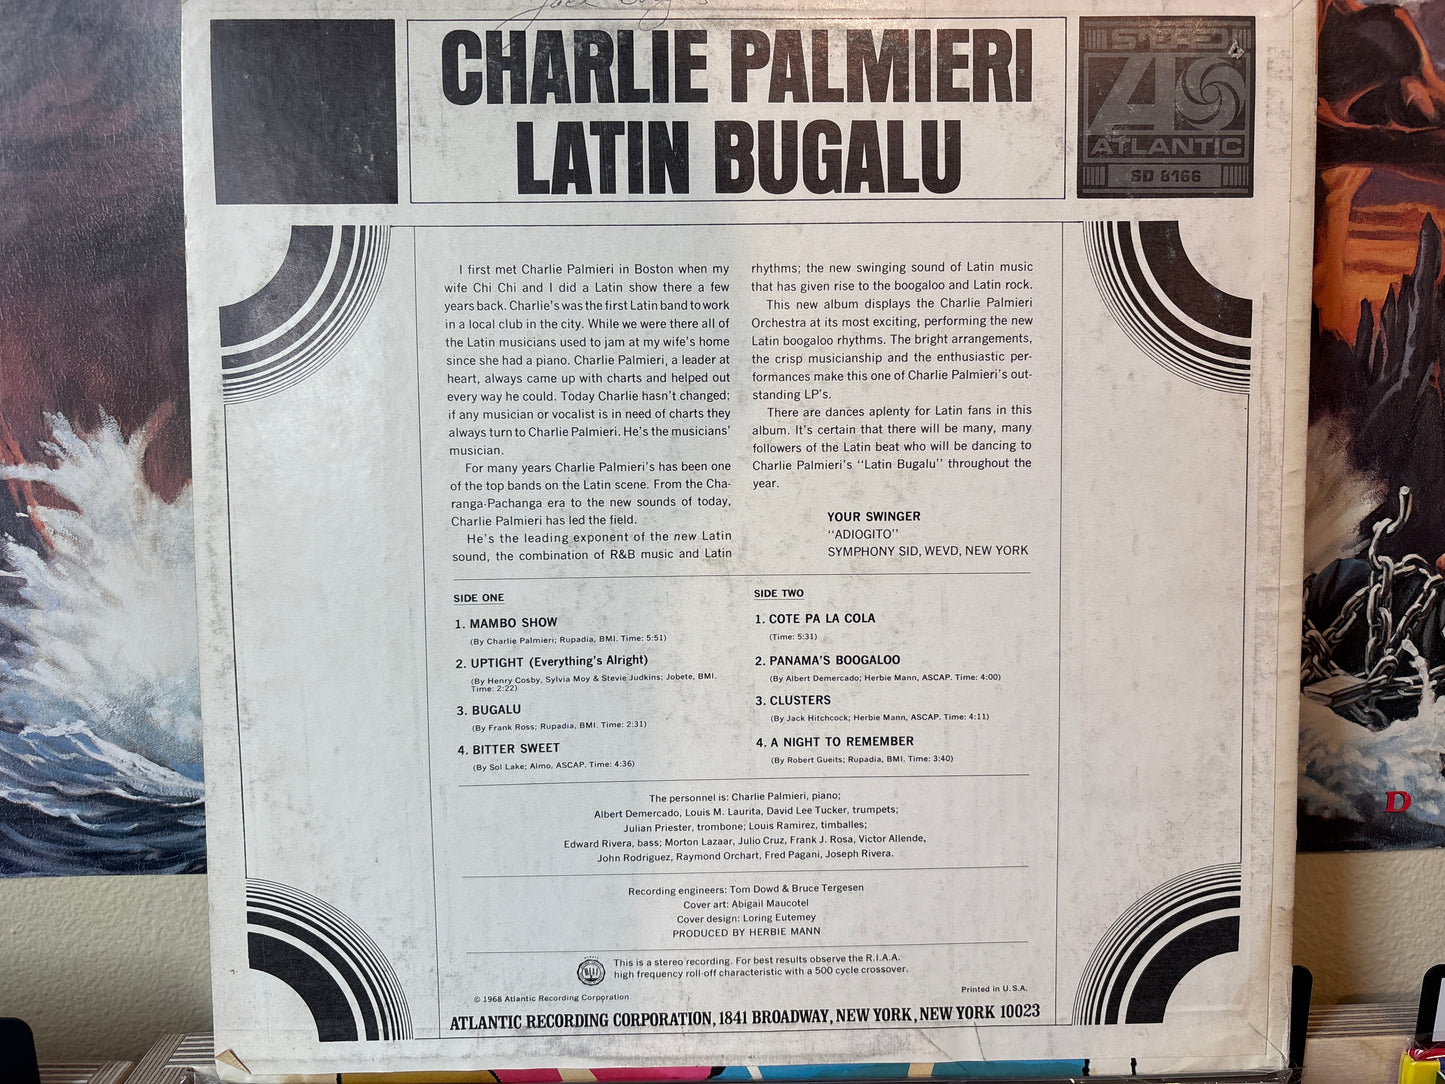 CHARLIE PALMIERI
LATIN BUGALU
STEREO
ATLANTIC
SD 8166
I first met Charlie Palmieri in Boston when my
wife Chi Chi and I did a Latin show there a few
years back. Charlie's was the first Latin band to work
in a local club in the city. While we were there all of
the Latin musicians used to jam at my wife's home
since she had a piano. Charlie Palmieri, a leader at
heart, always came up with charts and helped out
every way he could. Today Charlie hasn't changed;
if any musician or vocalist is in need of charts they
always turn to Charlie Palmieri. He's the musicians'
musician.
For many years Charlie Palmieri's has been one
of the top bands on the Latin scene. From the Cha-
ranga-Pachanga era to the new sounds of today,
Charlie Palmieri has led the field.
He's the leading exponent of the new Latin
sound, the combination of R&B music and Latin
rhythms; the new swinging sound of Latin music
that has given rise to the boogaloo and Latin rock.
This new album displays the Charlie Palmieri
Orchestra at its most exciting, performing the new
Latin boogaloo rhythms. The bright arrangements,
the crisp musicianship and the enthusiastic per-
formances make this one of Charlie Palmieri's out-
standing LP's.
There are dances aplenty for Latin fans in this
album. It's certain that there will be many, many
followers of the Latin beat who will be dancing to
Charlie Palmieri's "Latin Bugalu" throughout the
year.
YOUR SWINGER
"ADIOGITO"
SYMPHONY SID, WEVD, NEW YORK
SIDE ONE
1. MAMBO SHOW
(By Charlie Palmieri; Rupadia, BMI. Time: 5:51)
2. UPTIGHT (Everything's Alright)
(By Henry Cosby, Sylvia Moy & Stevie Judkins; Jobete, BMI.
Time: 2:22)
3. BUGALU
(By Frank Ross; Rupadia, BMI. Time: 2:31)
4. BITTER SWEET
(By Sol Lake; Almo, ASCAP. Time: 4:36)
SIDE TWO
1. COTE PA LA COLA
(Time: 5:31)
2. PANAMA'S BOOGALOO
(By Albert Demercado; Herbie Mann, ASCAP. Time: 4:00)
3. CLUSTERS
(By Jack Hitchcock; Herbie Mann, ASCAP. Time: 4:11)
4. A NIGHT TO REMEMBER
(By Robert Gueits; Rupadia, BMI. Time: 3:40)
The personnel is: Charlie Palmieri, piano;
Albert Demercado, Louis M. Laurita, David Lee Tucker, trumpets;
Julian Priester, trombone; Louis Ramirez, timballes;
Edward Rivera, bass; Morton Lazaar, Julio Cruz, Frank J. Rosa, Victor Allende,
John Rodriguez, Raymond Orchart, Fred Pagani, Joseph Rivera.
Recording engineers: Tom Dowd & Bruce Tergesen
Cover art: Abigail Maucotel
Cover design: Loring Eutemey
PRODUCED BY HERBIE MANN
This is a stereo recording. For best results observe the R.I.A.A.
high frequency roll-off characteristic with a 500 cycle crossover.
© 1968 Atlantic Recording Corporation
Printed in U.S.A.
ATLANTIC RECORDING CORPORATION, 1841 BROADWAY, NEW YORK, NEW YORK 10023
D